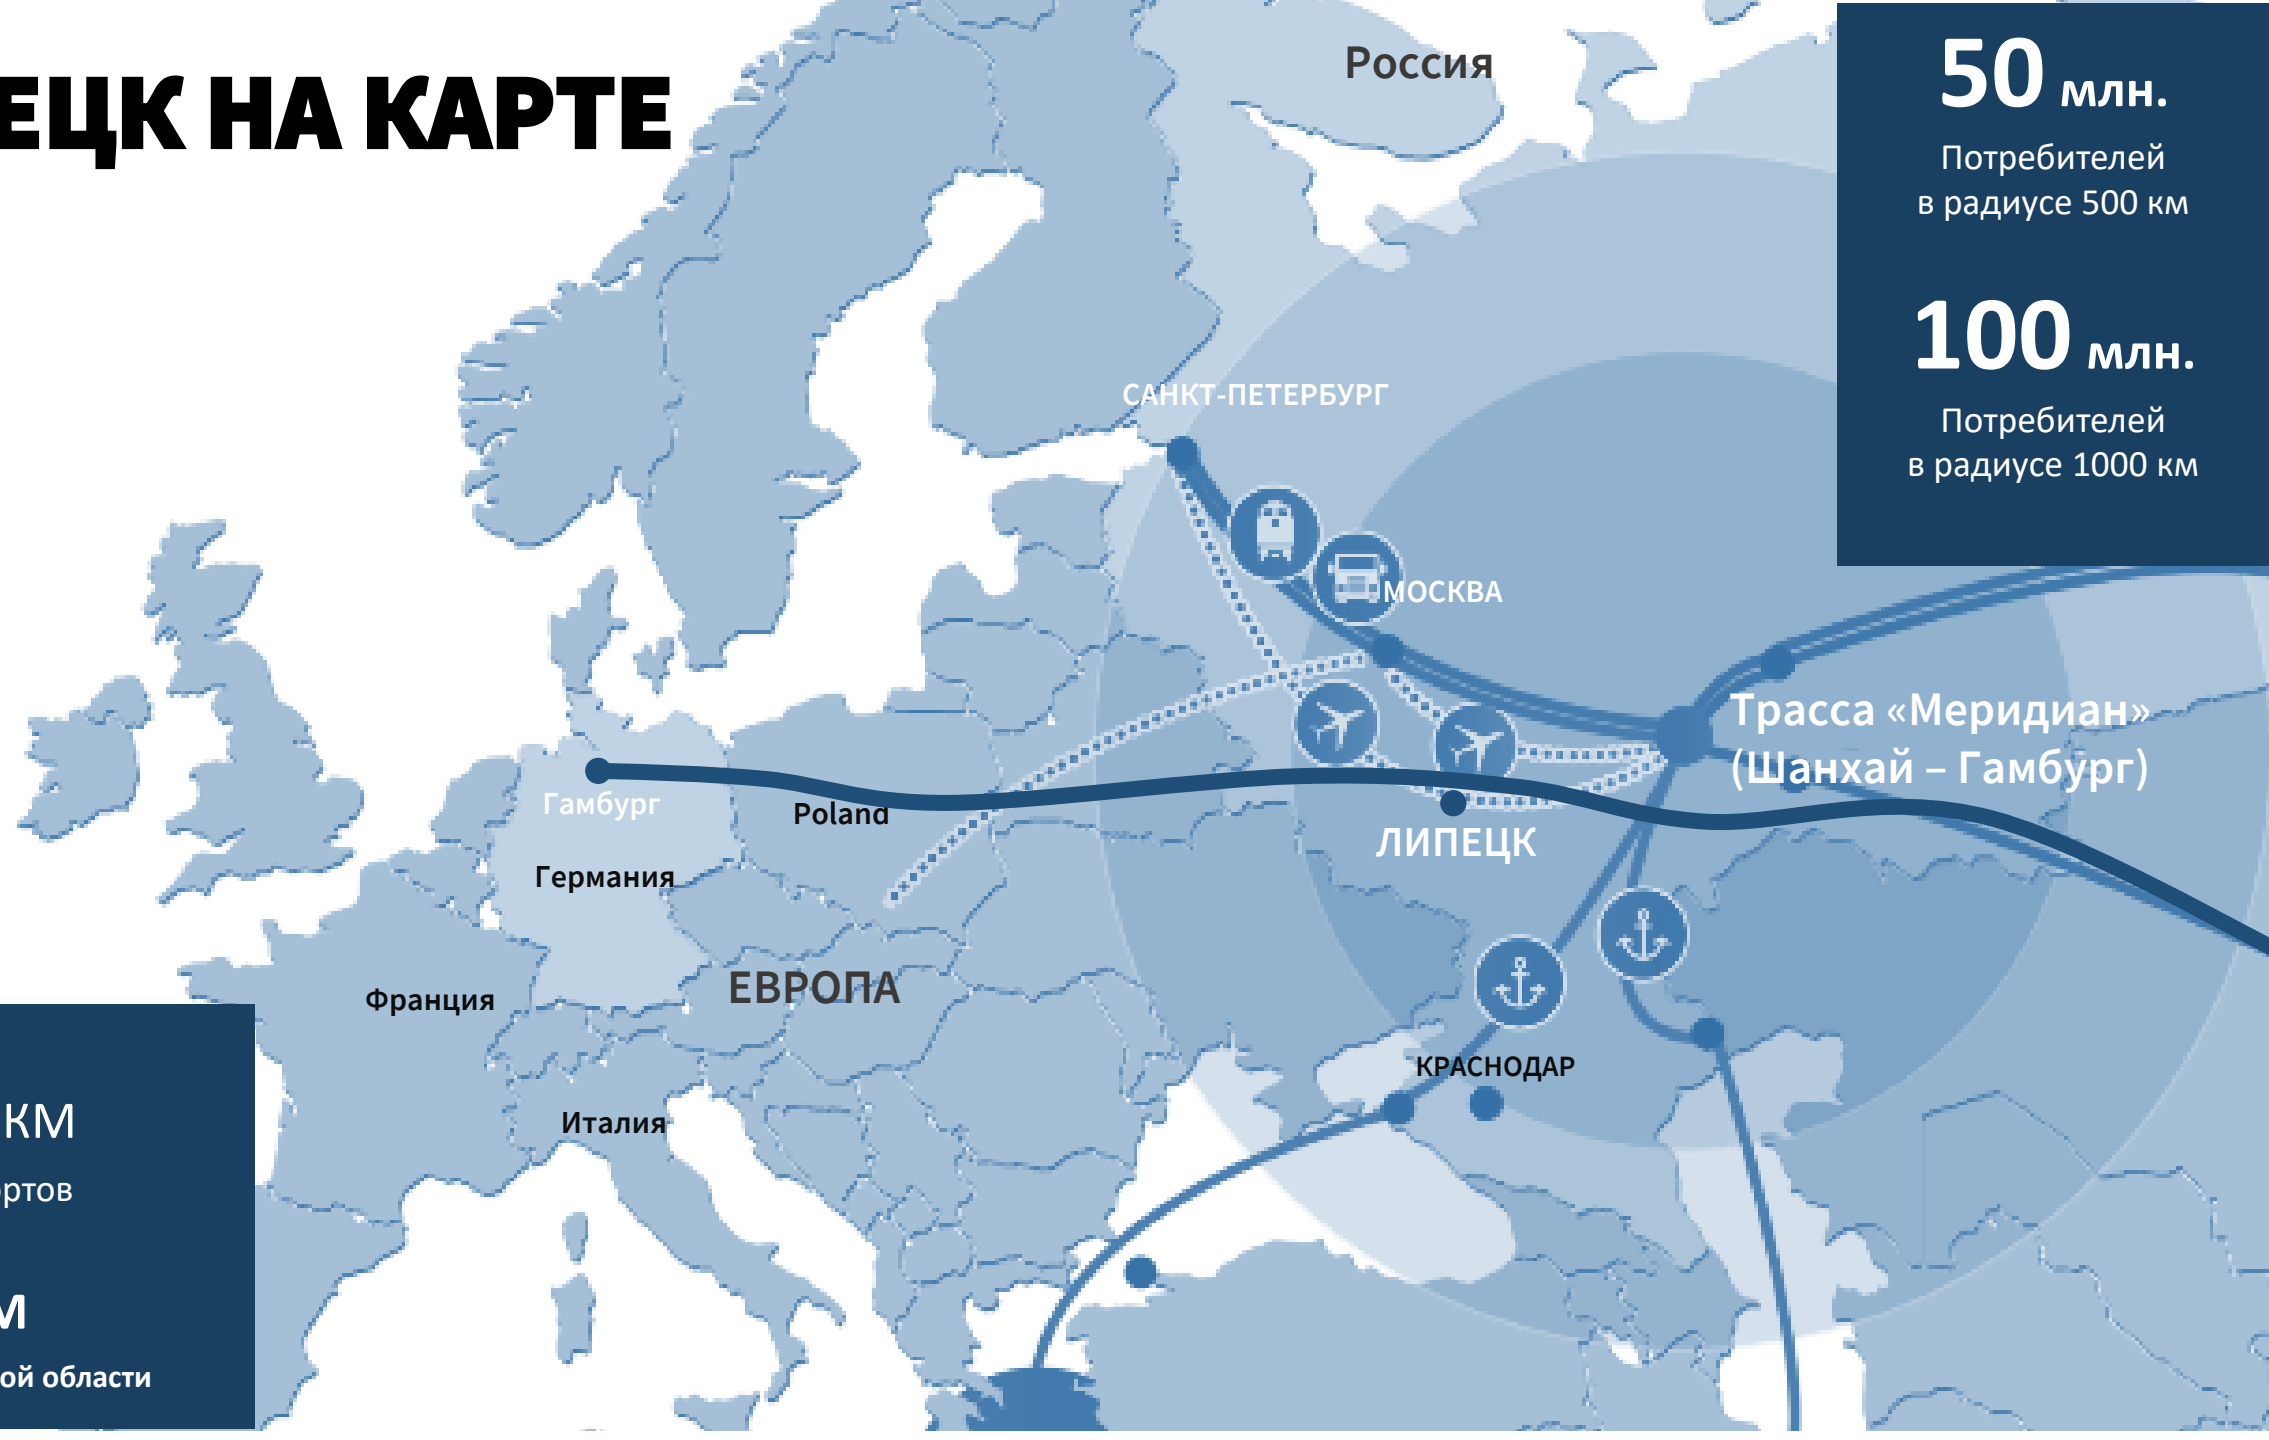 ЕЦК НА КАРТЕ
Россия
50 млн.
Потребителей
в радиусе 500 км
100 млн.
Потребителей
в радиусе 1000 км
САНКТ-ПЕТЕРБУРГ
МОСКВА
Трасса «Меридиан»
(Шанхай – Гамбург)
Гамбург
Poland
ЛИПЕЦК
Германия
ЕВРОПА
Франция
КРАСНОДАР
Италия
КМ
ртов
М
ой области